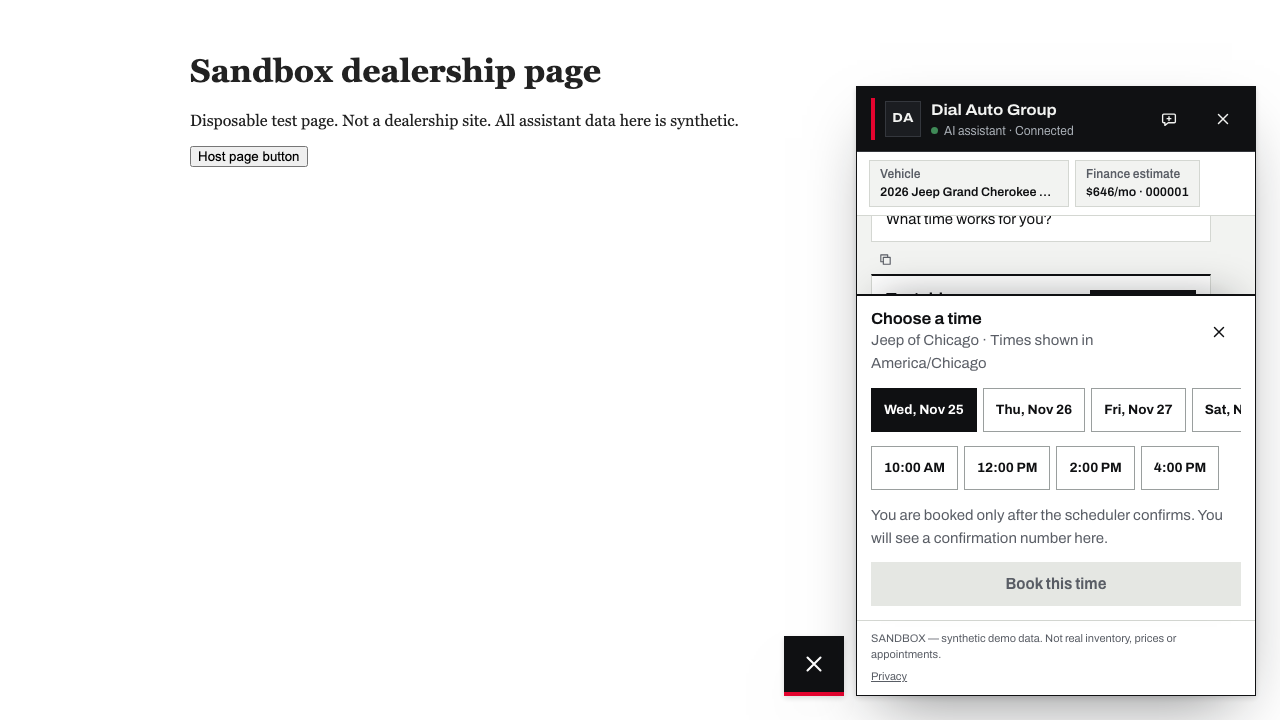 Sandbox dealership page
Disposable test page. Not a dealership site. All assistant data here is synthetic.
Host page button
DA
Dial Auto Group
AI assistant · Connected
Vehicle
2026 Jeep Grand Cherokee ...
Finance estimate
$646/mo · 000001
What time works for you?
Choose a time
Jeep of Chicago · Times shown in
America/Chicago
Wed, Nov 25
Thu, Nov 26
Fri, Nov 27
Sat, N
10:00 AM
12:00 PM
2:00 PM
4:00 PM
You are booked only after the scheduler confirms. You
will see a confirmation number here.
Book this time
SANDBOX — synthetic demo data. Not real inventory, prices or
appointments.
Privacy